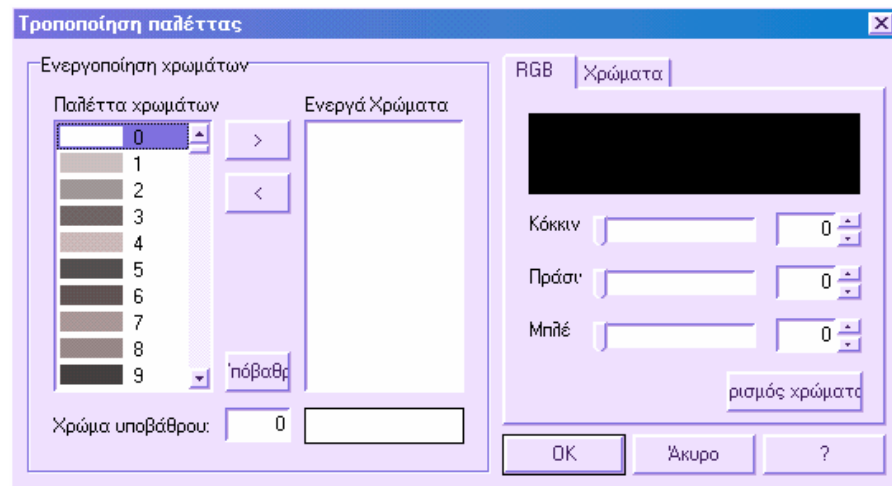 Τροποποίηση παλέττας
Ενεργοποίηση χρωμάτων
Παλέττα χρωμάτων
Ενεργά Χρώματα
0
1
2
3
4
5
6
7
8
9
>
<
πόβαθρ
Χρώμα υποβάθρου: 0
RGB Χρώματα
Κόκκιν 0
Πράσι 0
Μπλέ 0
ρισμός χρώματο
OK Άκυρο ?